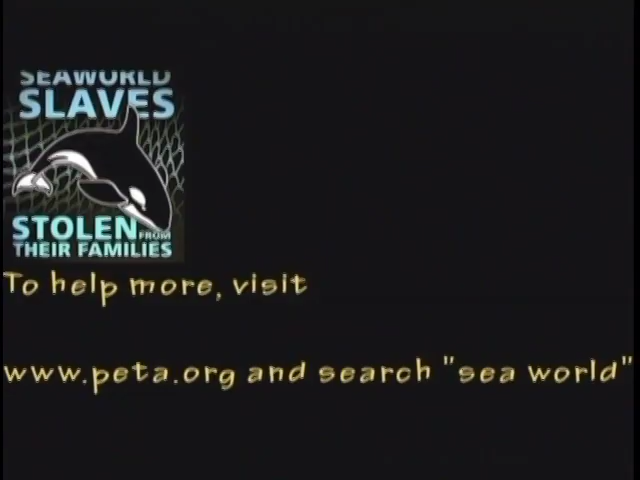 SEAWORLD
SLAVES
STOLEN FROM
THEIR FAMILIES
To help more, visit
www.peta.org and search "sea world"